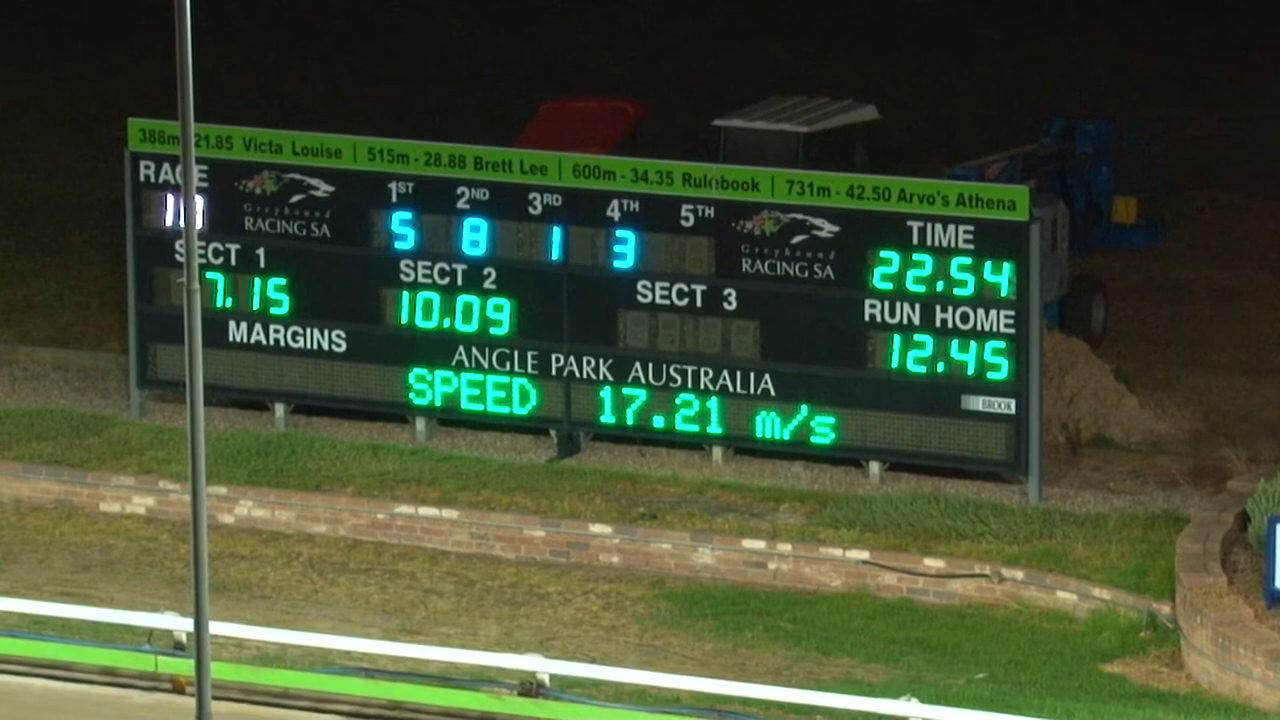 388m 21.85 Victa Louise | 515m - 28.88 Brett Lee | 600m - 34.35 Rulebook | 731m - 42.50 Arvo's Athena
RACE
Greyhound
RACING SA
1ST 2ND 3RD 4TH 5TH
5 8 1 3
Greyhound
RACING SA
TIME
22.54
SECT 1
7.15
SECT 2
10.09
SECT 3
RUN HOME
12.45
MARGINS
ANGLE PARK AUSTRALIA
SPEED 17.21 m/s
BROOK